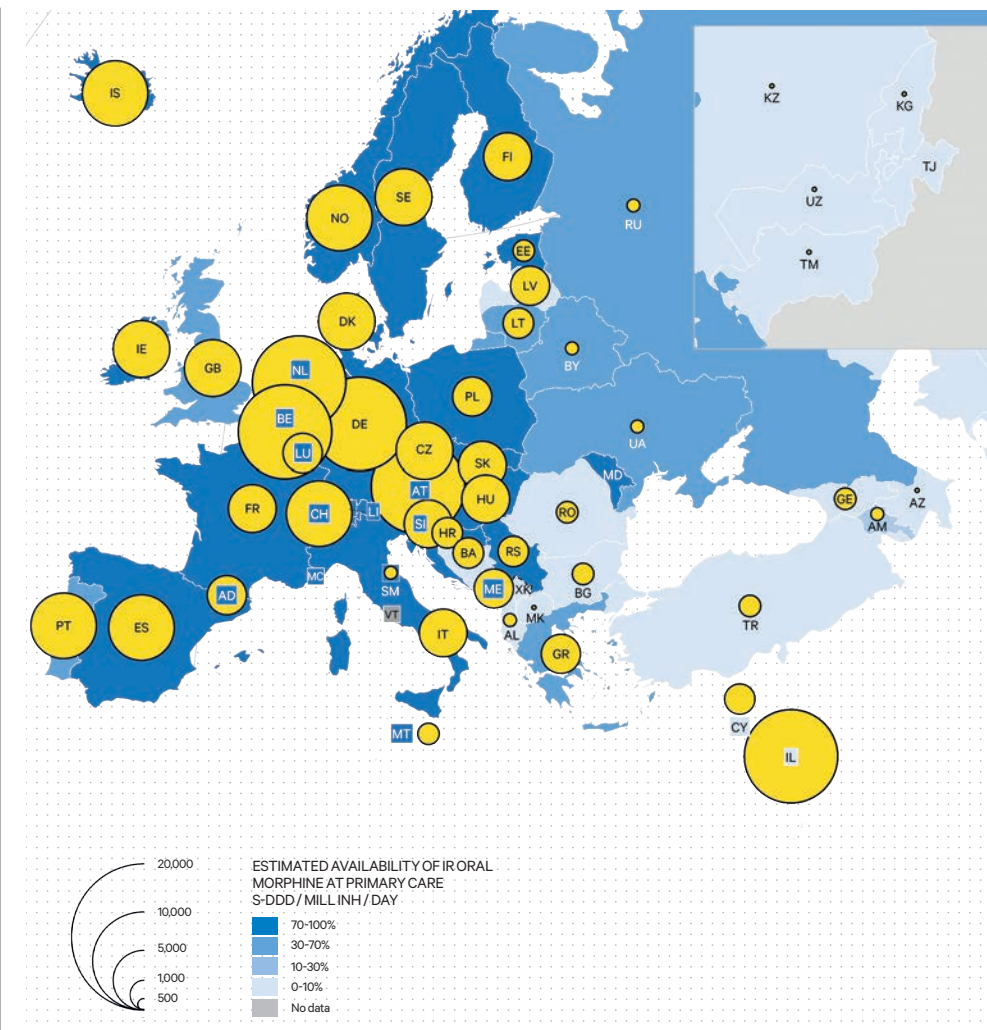 IS
KZ
KG
TJ
UZ
TM
FI
SE
NO
RU
EE
LV
LT
DK
IE
GB
BY
NL
PL
BE
DE
UA
LU
CZ
SK
MD
AT
HU
FR
CH
LI
SI
HR
RO
GE
AZ
AM
BA
RS
MC
SM
ME
XK
BG
AD
VT
MK
AL
TR
PT
ES
IT
GR
MT
CY
IL
20,000
10,000
5,000
1,000
500
ESTIMATED AVAILABILITY OF IR ORAL
MORPHINE AT PRIMARY CARE
S-DDD / MILL INH / DAY
70-100%
30-70%
10-30%
0-10%
No data